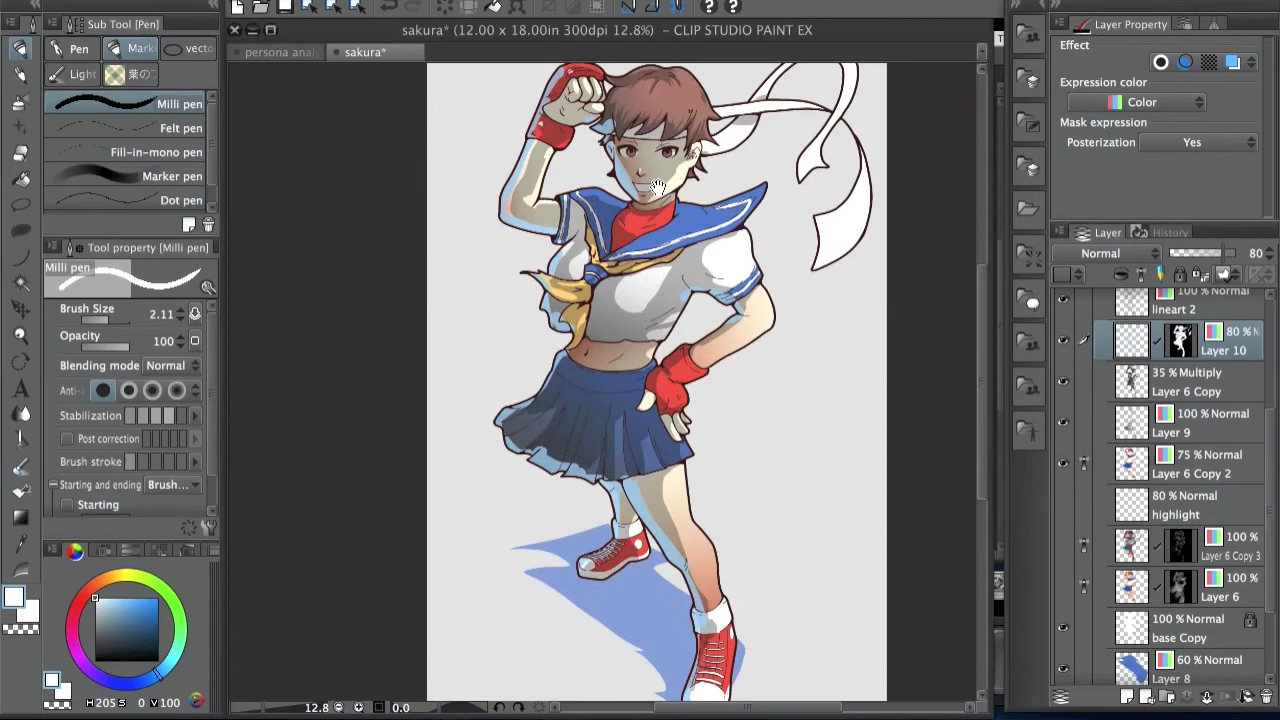 sakura* (12.00 x 18.00in 300dpi 12.8%) - CLIP STUDIO PAINT EX
Sub Tool [Pen]
Pen
Mark
vecto
Light
葉の
persona anal
sakura*
Milli pen
Felt pen
Fill-in-mono pen
Marker pen
Dot pen
Tool property [Milli pen]
Milli pen
Brush Size 2.11
Opacity 100
Blending mode Normal
Anti-
Stabilization
Post correction
Brush stroke
Starting and ending Brush...
Starting
H 205 S 0 V 100
12.8
0.0
Layer Property
Effect
Expression color
Color
Mask expression
Posterization Yes
Layer
History
Normal 80
100 % Normal
lineart 2
80 % N
Layer 10
35 % Multiply
Layer 6 Copy
100 % Normal
Layer 9
75 % Normal
Layer 6 Copy 2
80 % Normal
highlight
100 %
Layer 6 Copy 3
100 %
Layer 6
100 % Normal
base Copy
60 % Normal
Layer 8